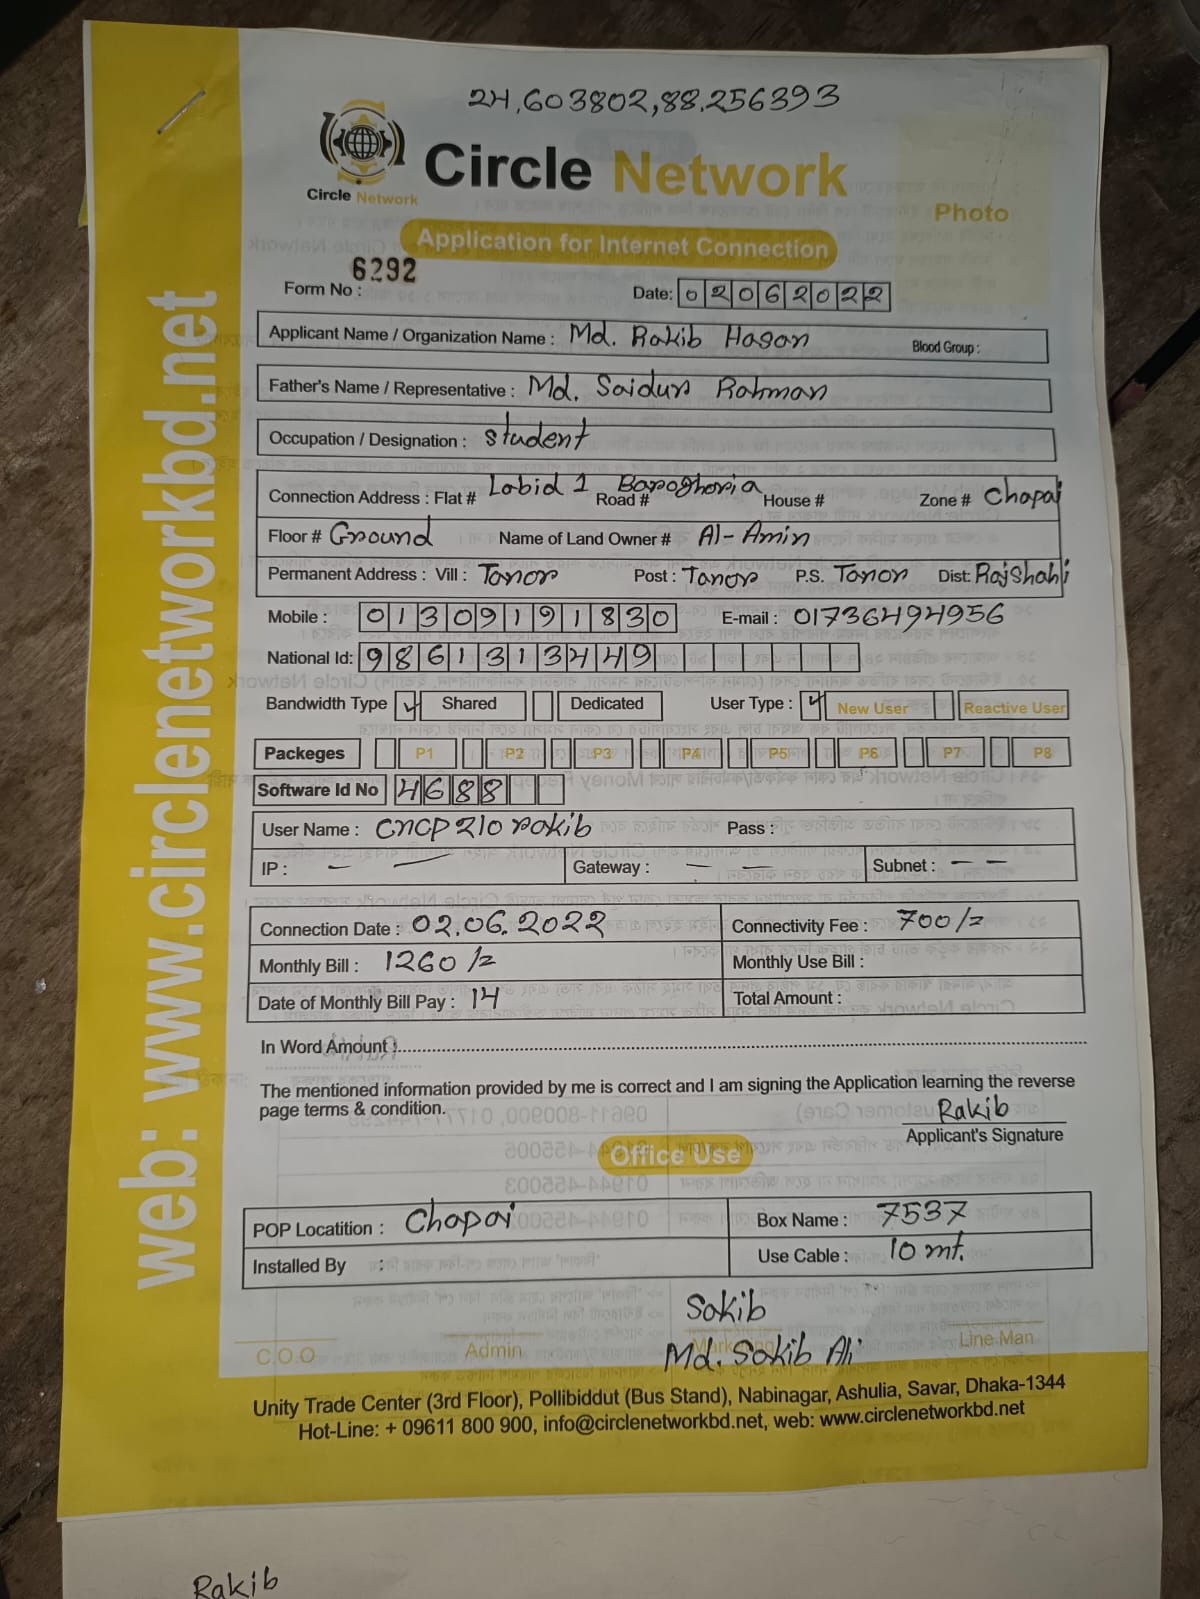 24.603802,88.256393
Circle Network
Circle Network
Photo
Application for Internet Connection
Form No : 6292
Date: 02062022
Applicant Name / Organization Name : Md. Rakib Hasan Blood Group :
Father's Name / Representative : Md. Saidur Rahman
Occupation / Designation : Student
Connection Address : Flat # Labid 1 Road # Baroghoria House # Zone # Chapai
Floor # Ground Name of Land Owner # Al-Amin
Permanent Address : Vill : Tanor Post : Tanor P.S. Tanor Dist: Rajshahi
Mobile : 01309191830 E-mail : 01736494956
National Id: 9861313449
Bandwidth Type Shared Dedicated User Type : New User Reactive User
Packeges P1 P2 P3 P4 P5 P6 P7 P8
Software Id No 4688
User Name : CNCP210rakib Pass :
IP : – — Gateway : – – Subnet : – –
Connection Date : 02.06.2022 Connectivity Fee : 700/=
Monthly Bill : 1260/= Monthly Use Bill :
Date of Monthly Bill Pay : 14 Total Amount :
In Word Amount :
The mentioned information provided by me is correct and I am signing the Application learning the reverse
page terms & condition.
Rakib
Applicant's Signature
Office Use
POP Locatition : Chapai Box Name : 7537
Installed By : Use Cable : 10 mt.
Sakib
C.O.O Admin Marketing Line Man
Md. Sakib Ali
Unity Trade Center (3rd Floor), Pollibiddut (Bus Stand), Nabinagar, Ashulia, Savar, Dhaka-1344
Hot-Line: + 09611 800 900, info@circlenetworkbd.net, web: www.circlenetworkbd.net
web: www.circlenetworkbd.net
Rakib